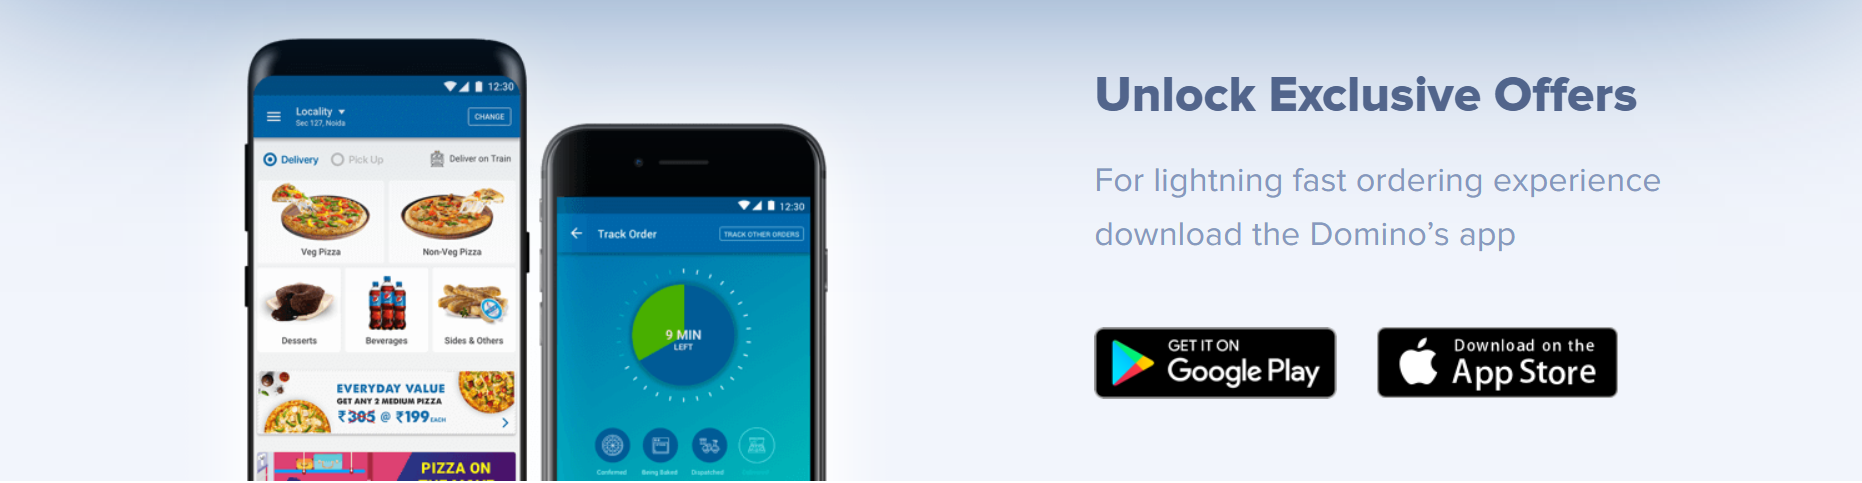 12:30
Locality
Sec 127, Noida
CHANGE
Delivery
Pick Up
Deliver on Train
Veg Pizza
Non-Veg Pizza
Desserts
Beverages
Sides & Others
EVERYDAY VALUE
GET ANY 2 MEDIUM PIZZA
₹305 @ ₹199 EACH
PIZZA ON
12:30
Track Order
TRACK OTHER ORDERS
9 MIN
LEFT
Confirmed
Being Baked
Dispatched
Unlock Exclusive Offers
For lightning fast ordering experience
download the Domino’s app
GET IT ON
Google Play
Download on the
App Store